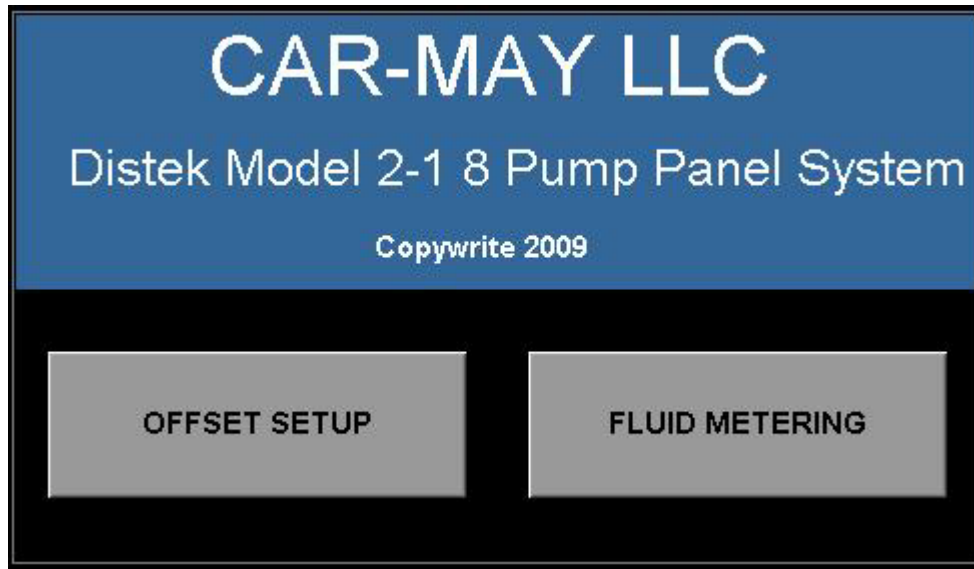 CAR-MAY LLC
Distek Model 2-1 8 Pump Panel System
Copywrite 2009
OFFSET SETUP
FLUID METERING